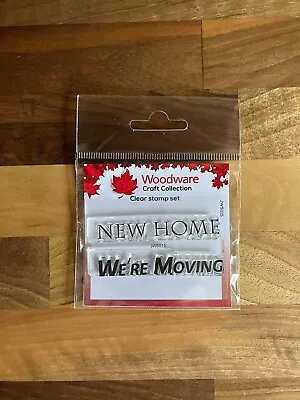 Woodware
Craft Collection
Clear stamp set
NEW HOME
WE'RE MOVING